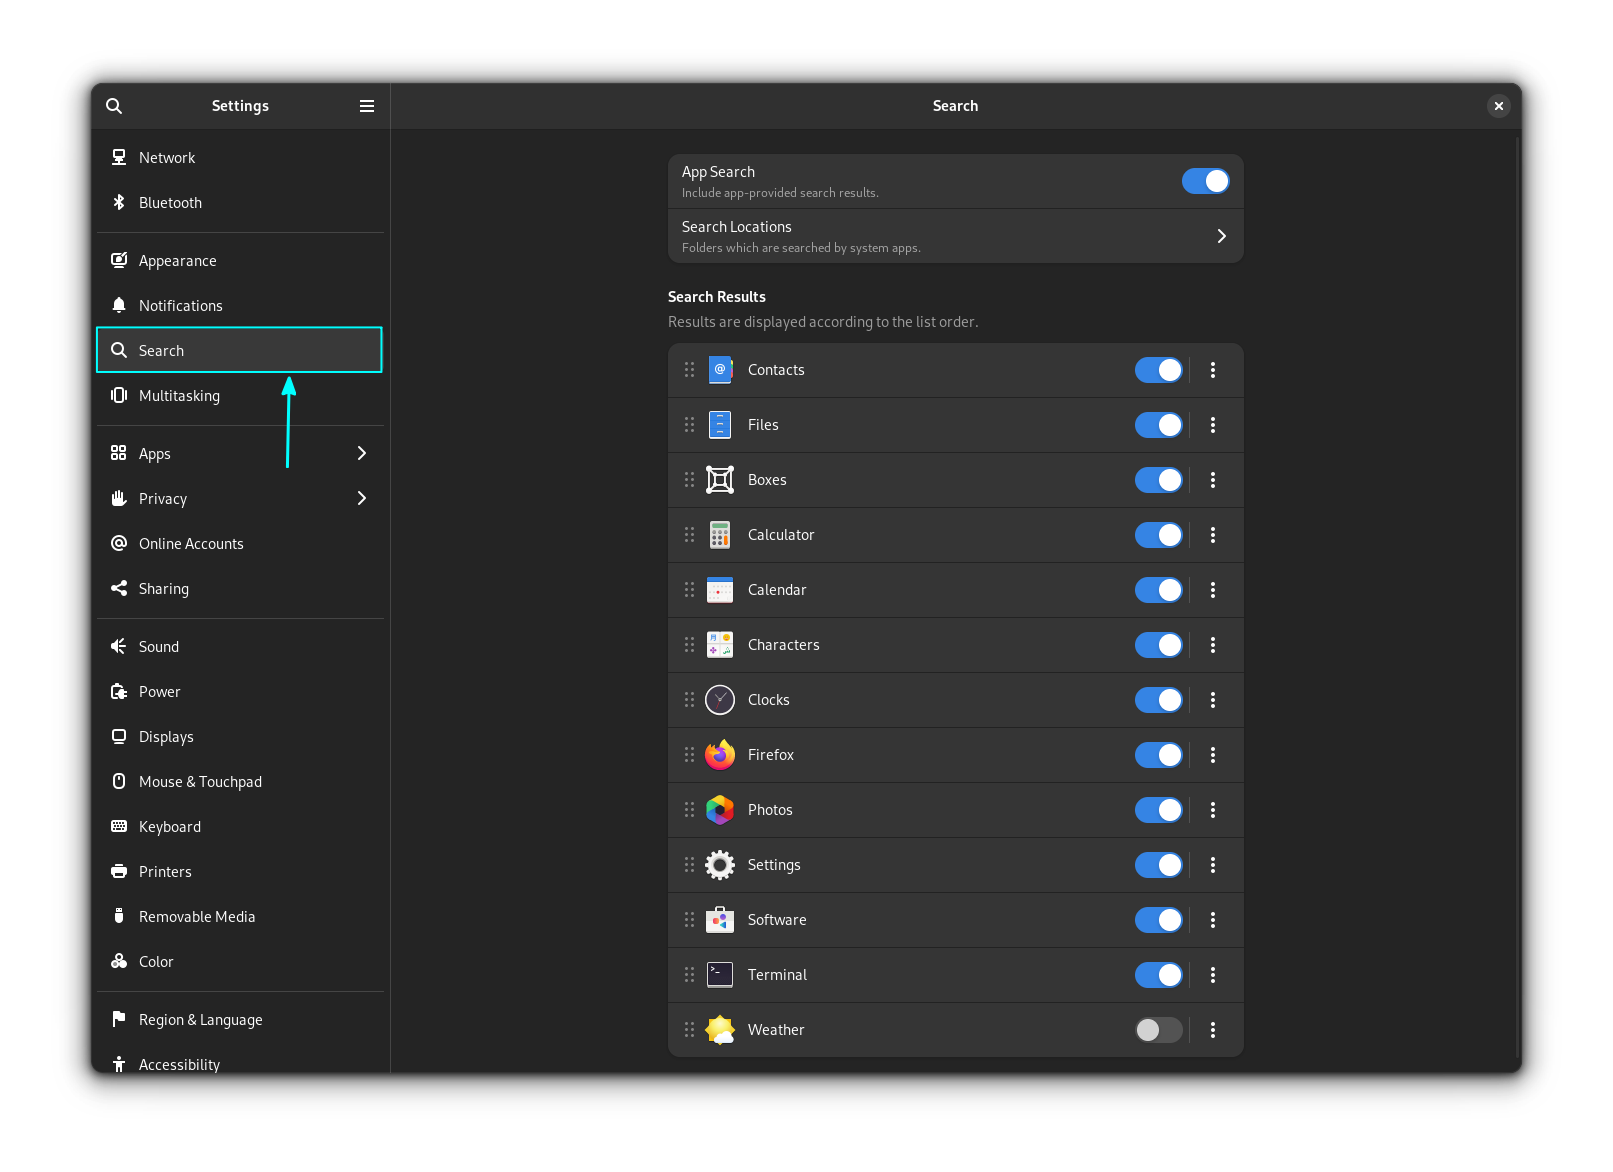 Settings
Search
Network
Bluetooth
Appearance
Notifications
Search
Multitasking
Apps
Privacy
Online Accounts
Sharing
Sound
Power
Displays
Mouse & Touchpad
Keyboard
Printers
Removable Media
Color
Region & Language
Accessibility
App Search
Include app-provided search results.
Search Locations
Folders which are searched by system apps.
Search Results
Results are displayed according to the list order.
Contacts
Files
Boxes
Calculator
Calendar
Characters
Clocks
Firefox
Photos
Settings
Software
Terminal
Weather